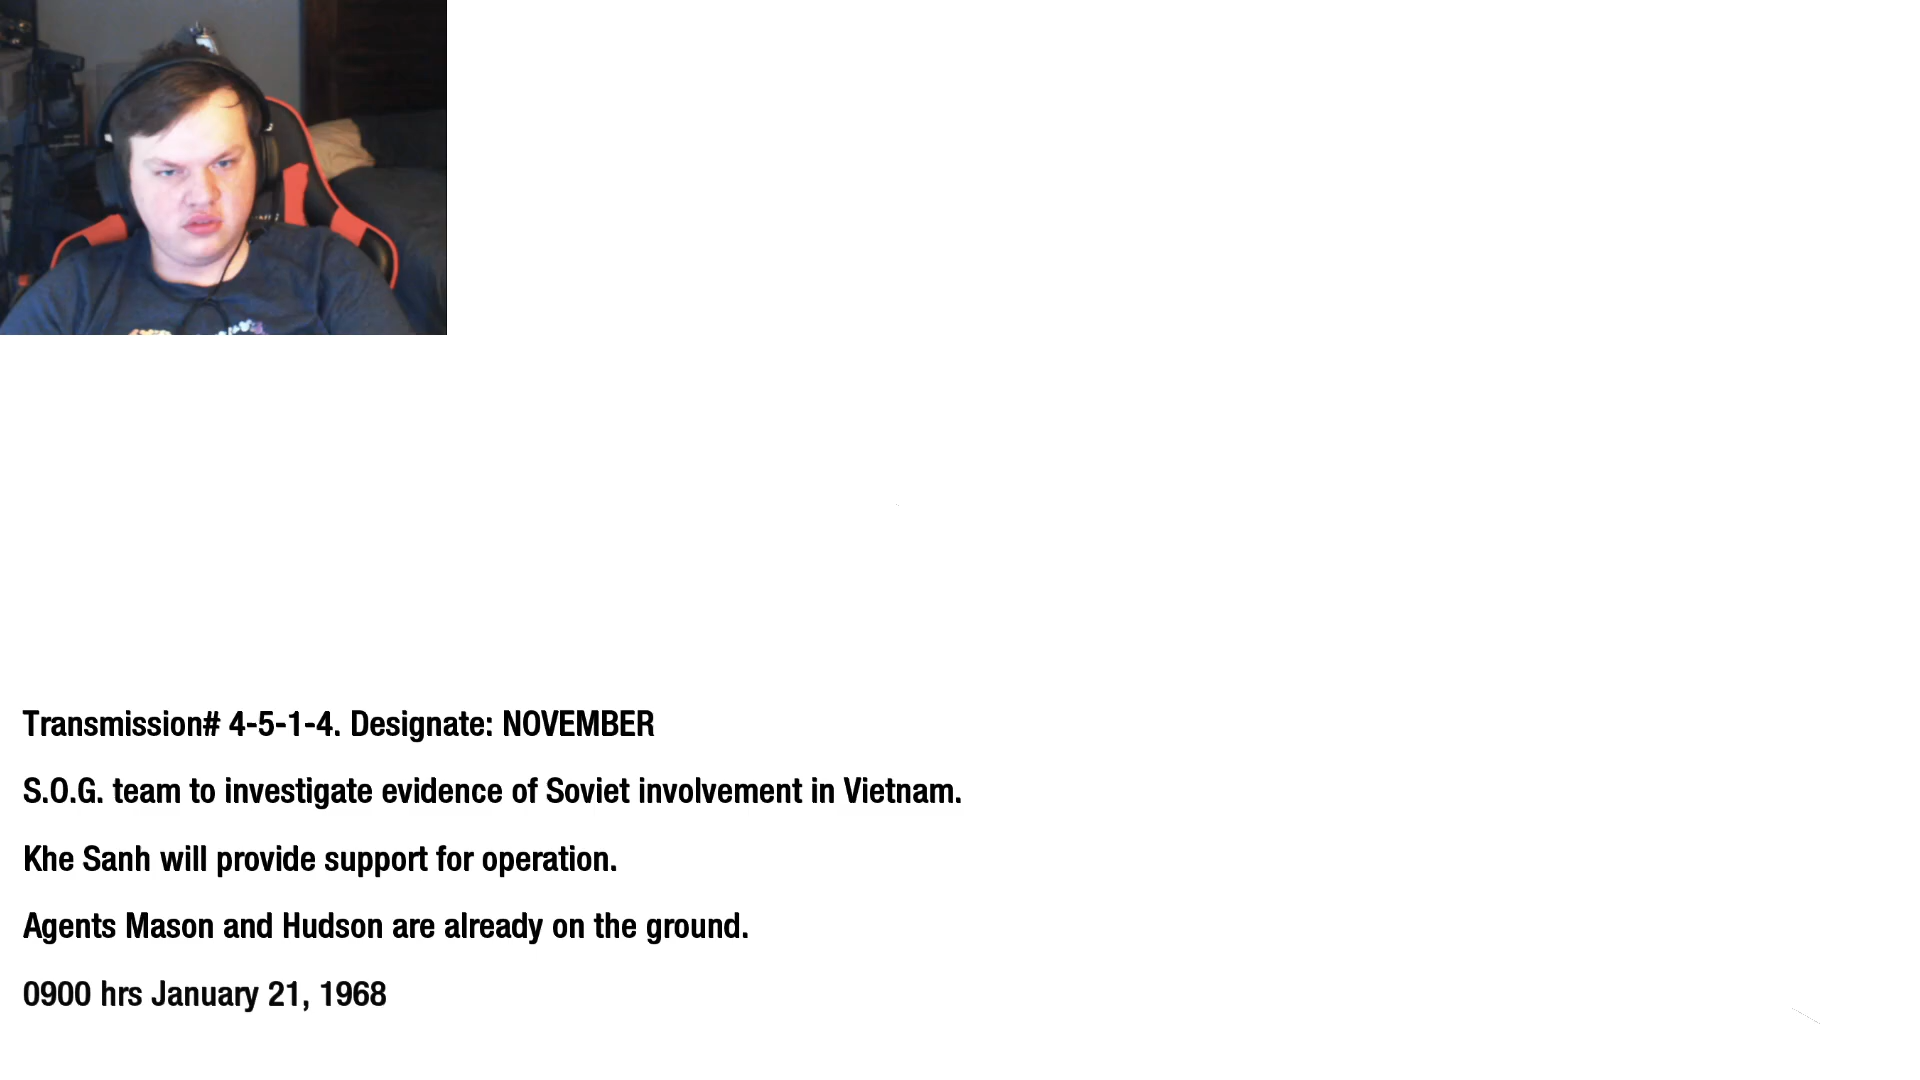 Transmission# 4-5-1-4. Designate: NOVEMBER
S.O.G. team to investigate evidence of Soviet involvement in Vietnam.
Khe Sanh will provide support for operation.
Agents Mason and Hudson are already on the ground.
0900 hrs January 21, 1968